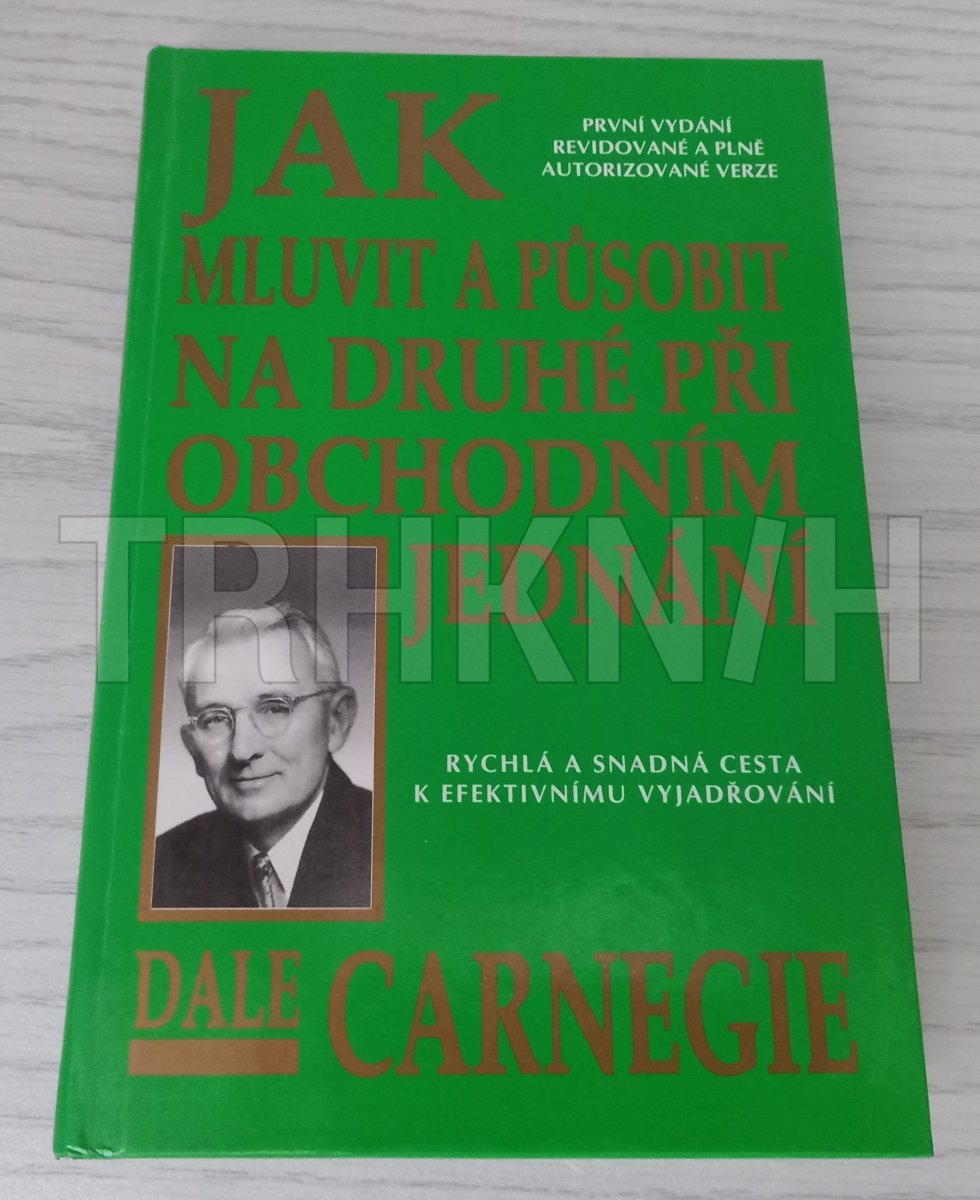 JAK
PRVNÍ VYDÁNÍ
REVIDOVANÉ A PLNĚ
AUTORIZOVANÉ VERZE
MLUVIT A PŮSOBIT
NA DRUHÉ PŘI
OBCHODNÍM
JEDNÁNÍ
TRHKNIH
RYCHLÁ A SNADNÁ CESTA
K EFEKTIVNÍMU VYJADŘOVÁNÍ
DALE CARNEGIE